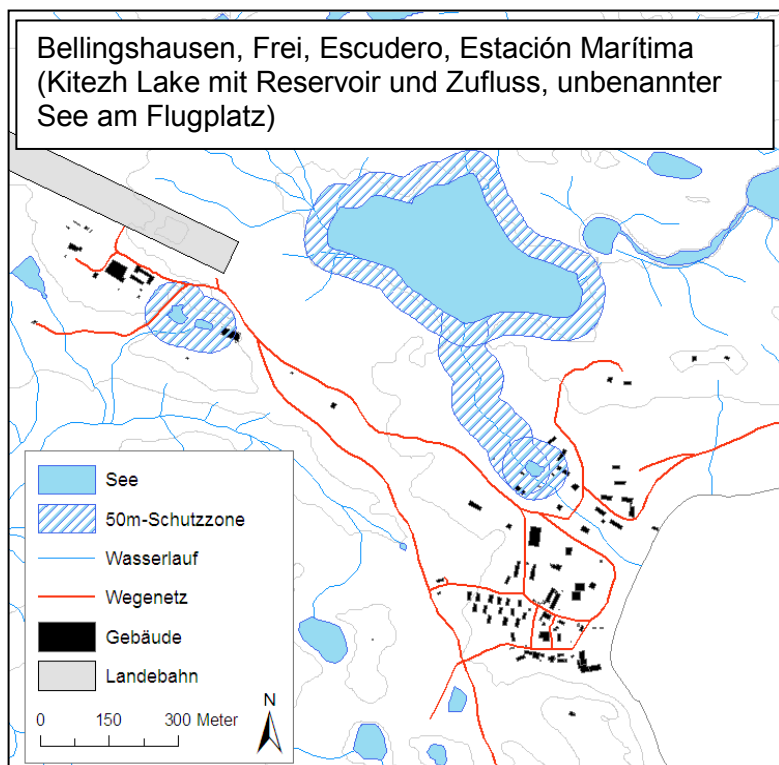 Bellingshausen, Frei, Escudero, Estación Marítima
(Kitezh Lake mit Reservoir und Zufluss, unbenannter
See am Flugplatz)
See
50m-Schutzzone
Wasserlauf
Wegenetz
Gebäude
Landebahn
N
0 150 300 Meter